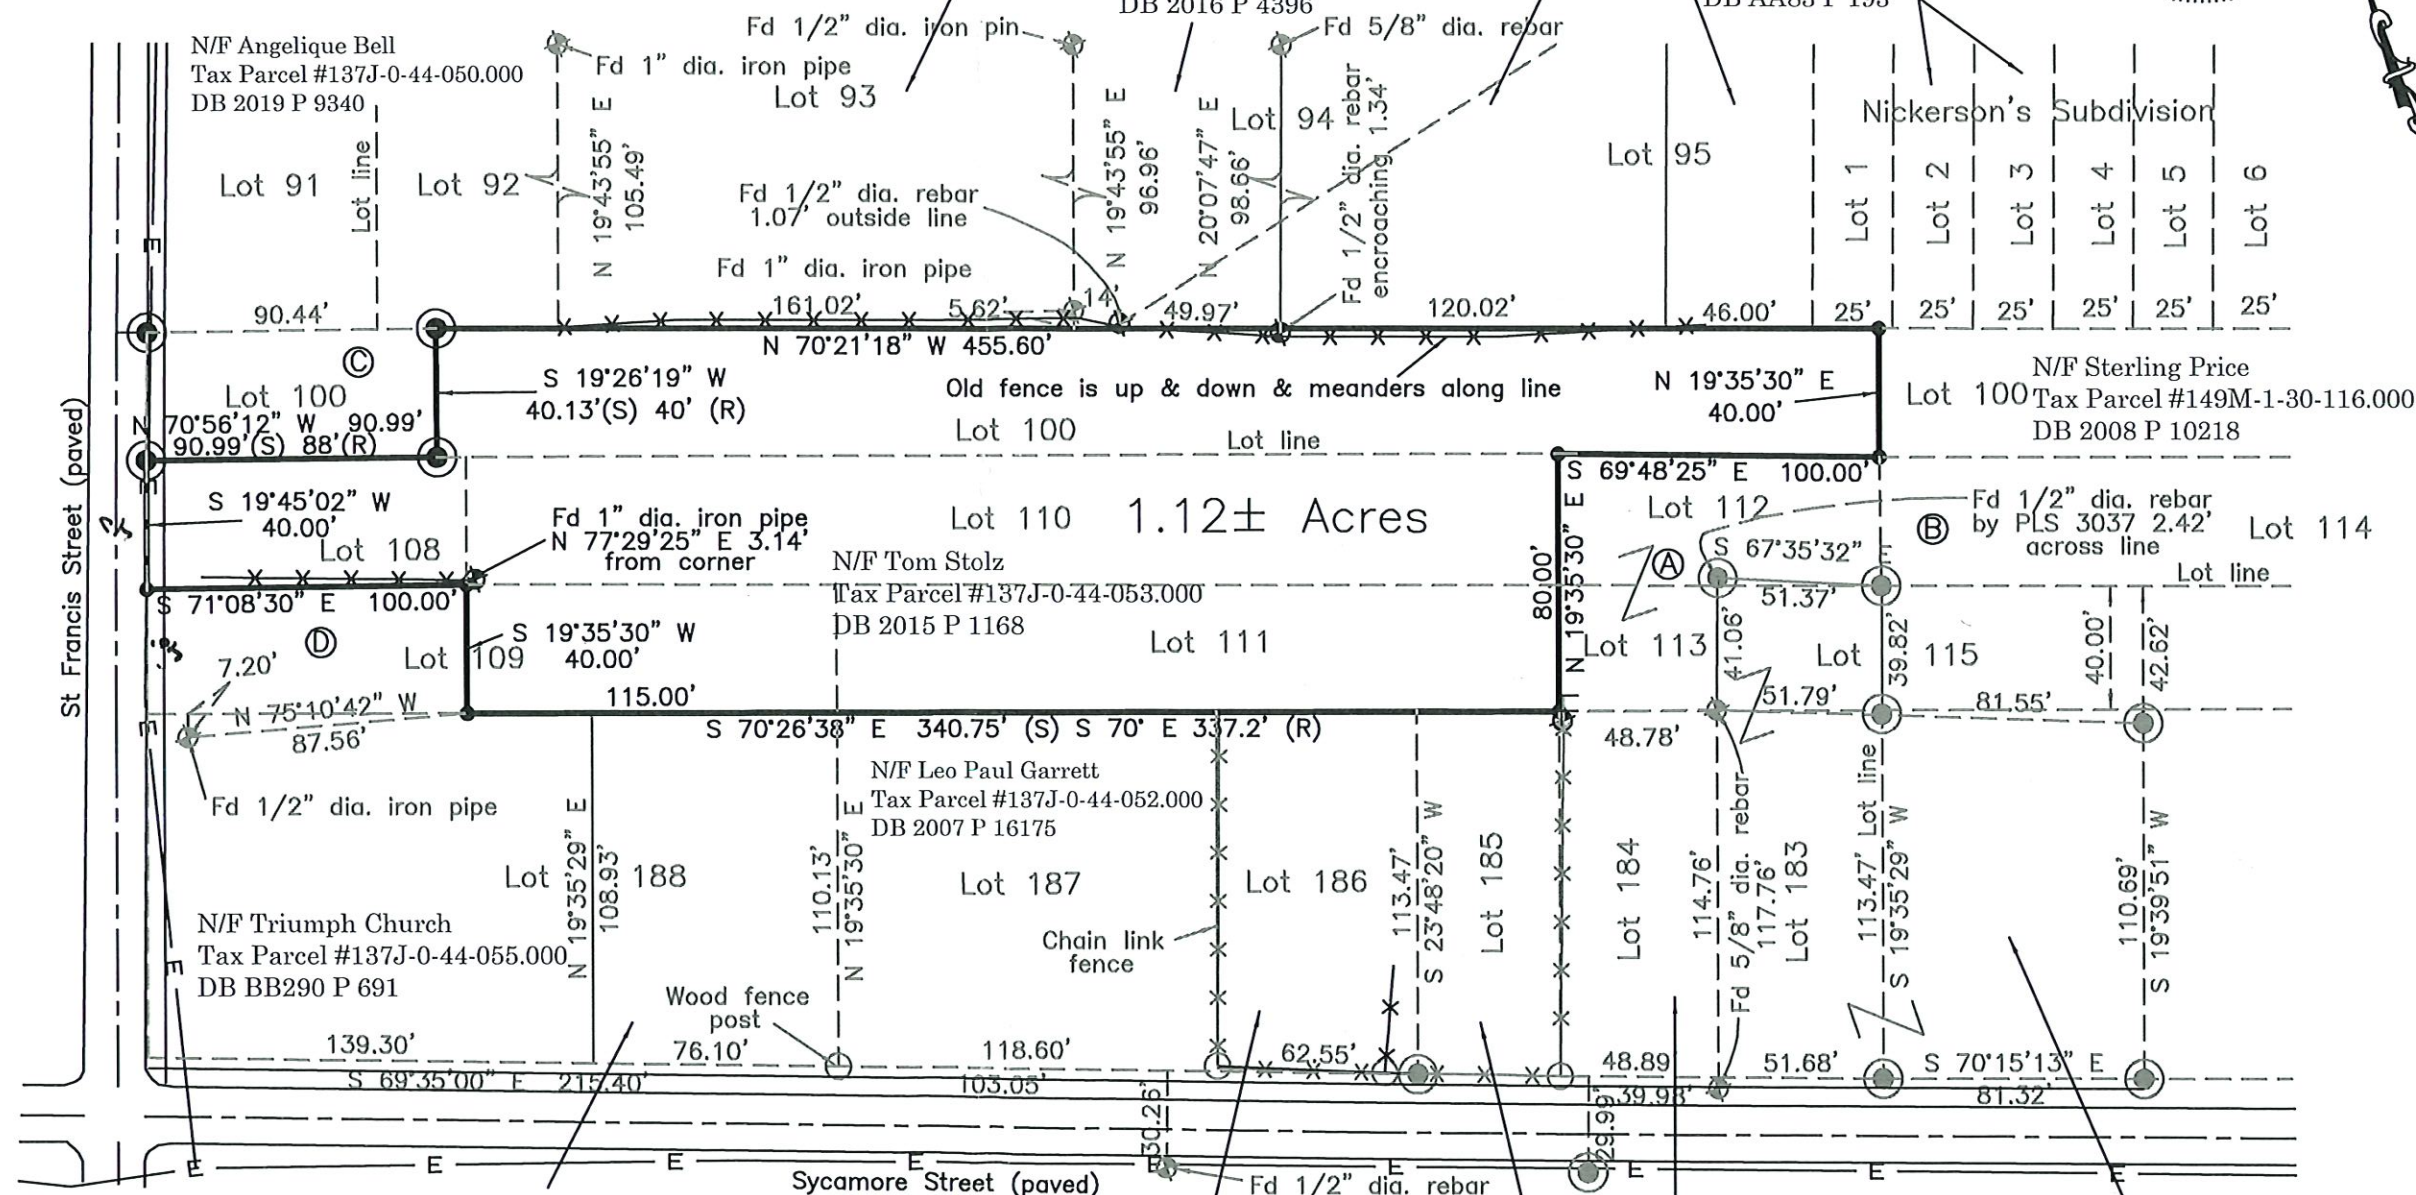 DB 2016 P 4396
N/F Angelique Bell
Tax Parcel #137J-0-44-050.000
DB 2019 P 9340
Fd 1/2" dia. iron pin
Fd 5/8" dia. rebar
Fd 1" dia. iron pipe
Lot 93
Lot 94
Lot 95
Nickerson's Subdivision
Lot 91
Lot line
Lot 92
N 19°43'55" E
105.49'
Fd 1/2" dia. rebar
1.07' outside line
N 19°43'55" E
96.96'
N 20°07'47" E
98.66'
Fd 1/2" dia. rebar
encroaching 1.34'
Lot 1
Lot 2
Lot 3
Lot 4
Lot 5
Lot 6
Fd 1" dia. iron pipe
90.44'
161.02'
5.62'
14'
49.97'
120.02'
46.00'
25'
25'
25'
25'
25'
25'
N 70°21'18" W 455.60'
C
Lot 100
S 19°26'19" W
40.13'(S) 40' (R)
Old fence is up & down & meanders along line
N 19°35'30" E
40.00'
Lot 100
N/F Sterling Price
Tax Parcel #149M-1-30-116.000
DB 2008 P 10218
N 70°56'12" W 90.99'
90.99'(S) 88'(R)
Lot 100
Lot line
S 69°48'25" E 100.00'
St Francis Street (paved)
S 19°45'02" W
40.00'
Lot 108
Fd 1" dia. iron pipe
N 77°29'25" E 3.14'
from corner
Lot 110
1.12± Acres
Lot 112
Fd 1/2" dia. rebar
by PLS 3037 2.42'
across line
B
Lot 114
S 67°35'32" E
A
51.37'
Lot line
N/F Tom Stolz
Tax Parcel #137J-0-44-053.000
DB 2015 P 1168
80.00'
N 19°35'30" E
S 71°08'30" E 100.00'
D
S 19°35'30" W
40.00'
Lot 109
Lot 111
Lot 113
41.06'
Lot 115
39.82'
40.00'
42.62'
7.20'
N 75°10'42" W
87.56'
115.00'
S 70°26'38" E 340.75' (S) S 70° E 337.2' (R)
48.78'
51.79'
81.55'
Fd 1/2" dia. iron pipe
N/F Leo Paul Garrett
Tax Parcel #137J-0-44-052.000
DB 2007 P 16175
N 19°35'29" E
108.93'
Lot 188
110.13'
N 19°35'30" E
Lot 187
Lot 186
113.47'
S 23°48'20" W
Lot 185
Lot 184
114.76'
Fd 5/8" dia. rebar
117.76'
Lot 183
113.47'
Lot line
S 19°35'29" W
110.69'
S 19°39'51" W
N/F Triumph Church
Tax Parcel #137J-0-44-055.000
DB BB290 P 691
Chain link
fence
Wood fence
post
139.30'
76.10'
118.60'
62.55'
48.89
51.68'
S 70°15'13" E
S 69°35'00" E 215.40'
103.05'
39.98'
81.32'
30.26'
29.99'
E E E E E E E E E
Sycamore Street (paved)
Fd 1/2" dia. rebar